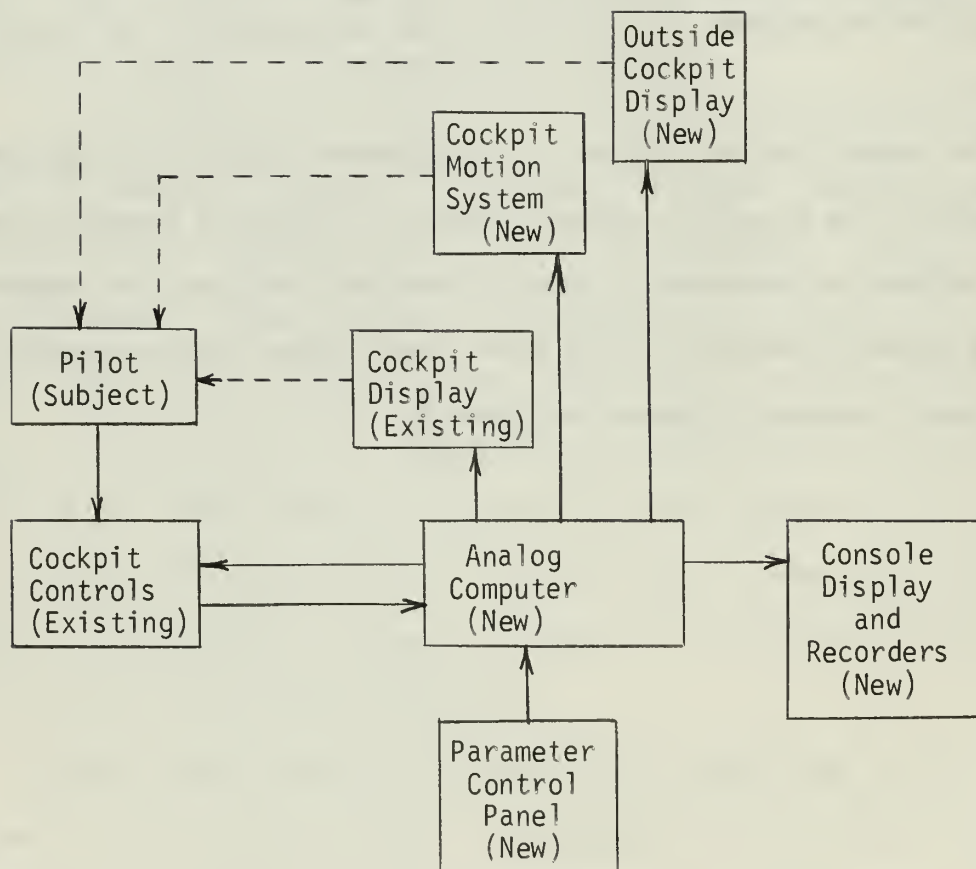 Outside
Cockpit
Display
(New)
Cockpit
Motion
System
(New)
Pilot
(Subject)
Cockpit
Display
(Existing)
Cockpit
Controls
(Existing)
Analog
Computer
(New)
Console
Display
and
Recorders
(New)
Parameter
Control
Panel
(New)